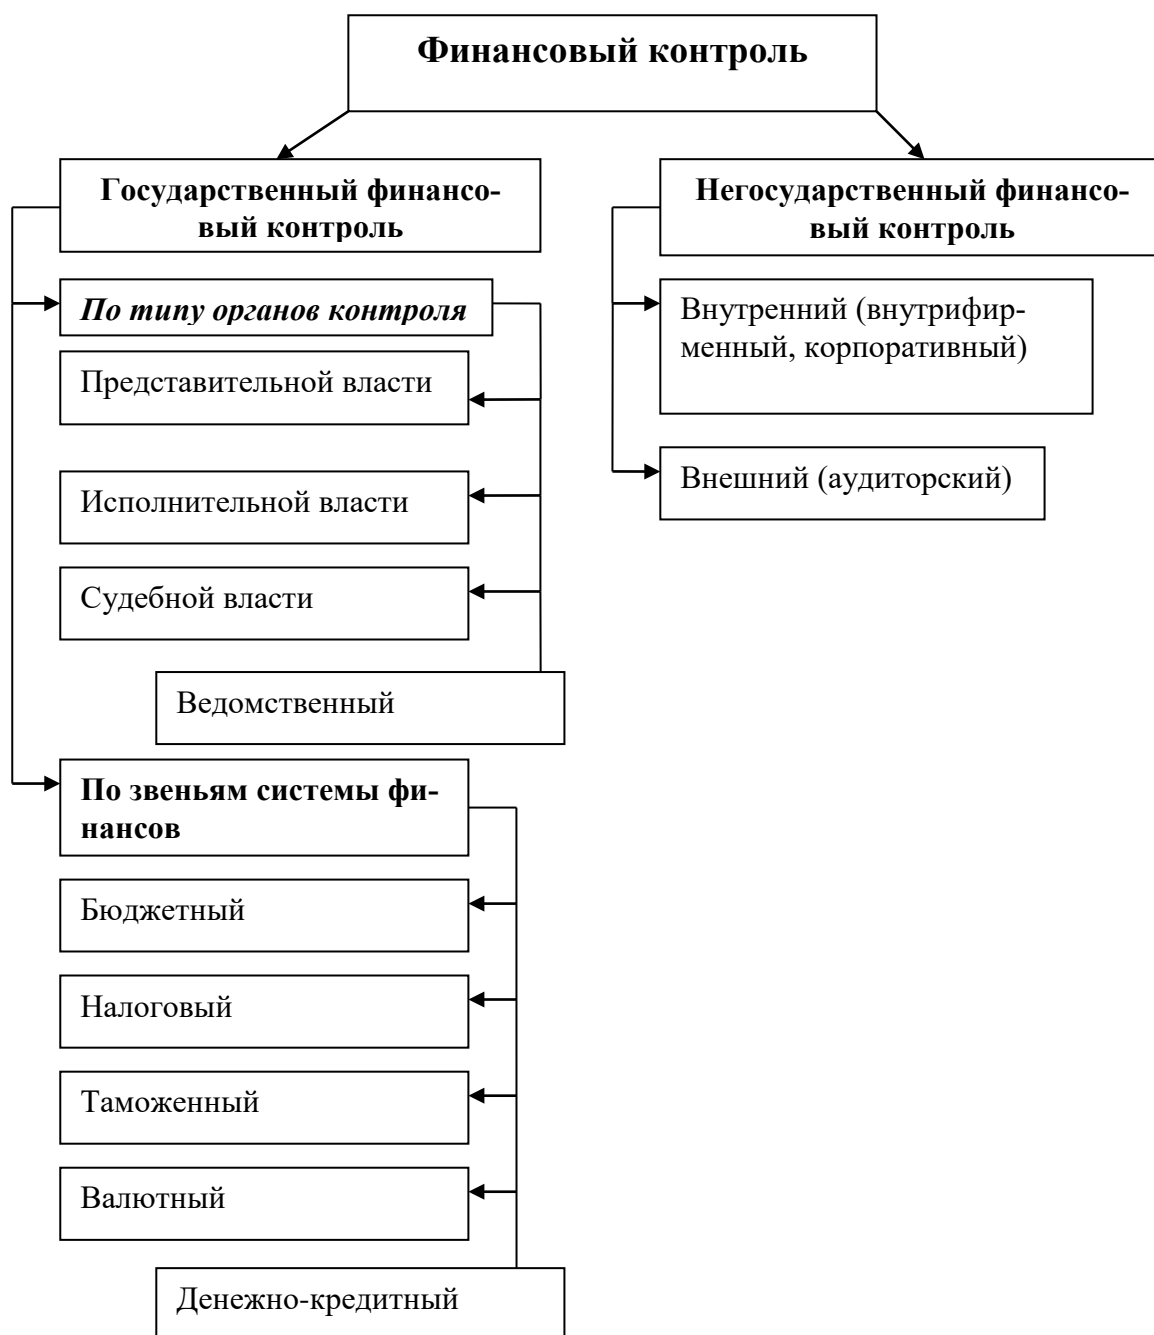 Финансовый контроль
Государственный финансо-
вый контроль
По типу органов контроля
Представительной власти
Исполнительной власти
Судебной власти
Ведомственный
По звеньям системы фи-
нансов
Бюджетный
Налоговый
Таможенный
Валютный
Денежно-кредитный
Негосударственный финансо-
вый контроль
Внутренний (внутрифир-
менный, корпоративный)
Внешний (аудиторский)